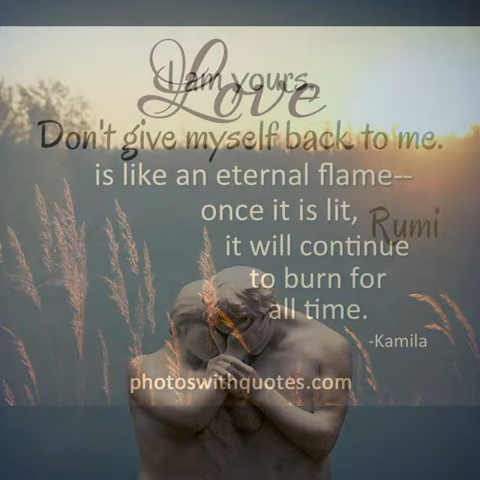 I am yours.
Love
Don't give myself back to me.
is like an eternal flame--
once it is lit,
Rumi
it will continue
to burn for
all time.
-Kamila
photoswithquotes.com